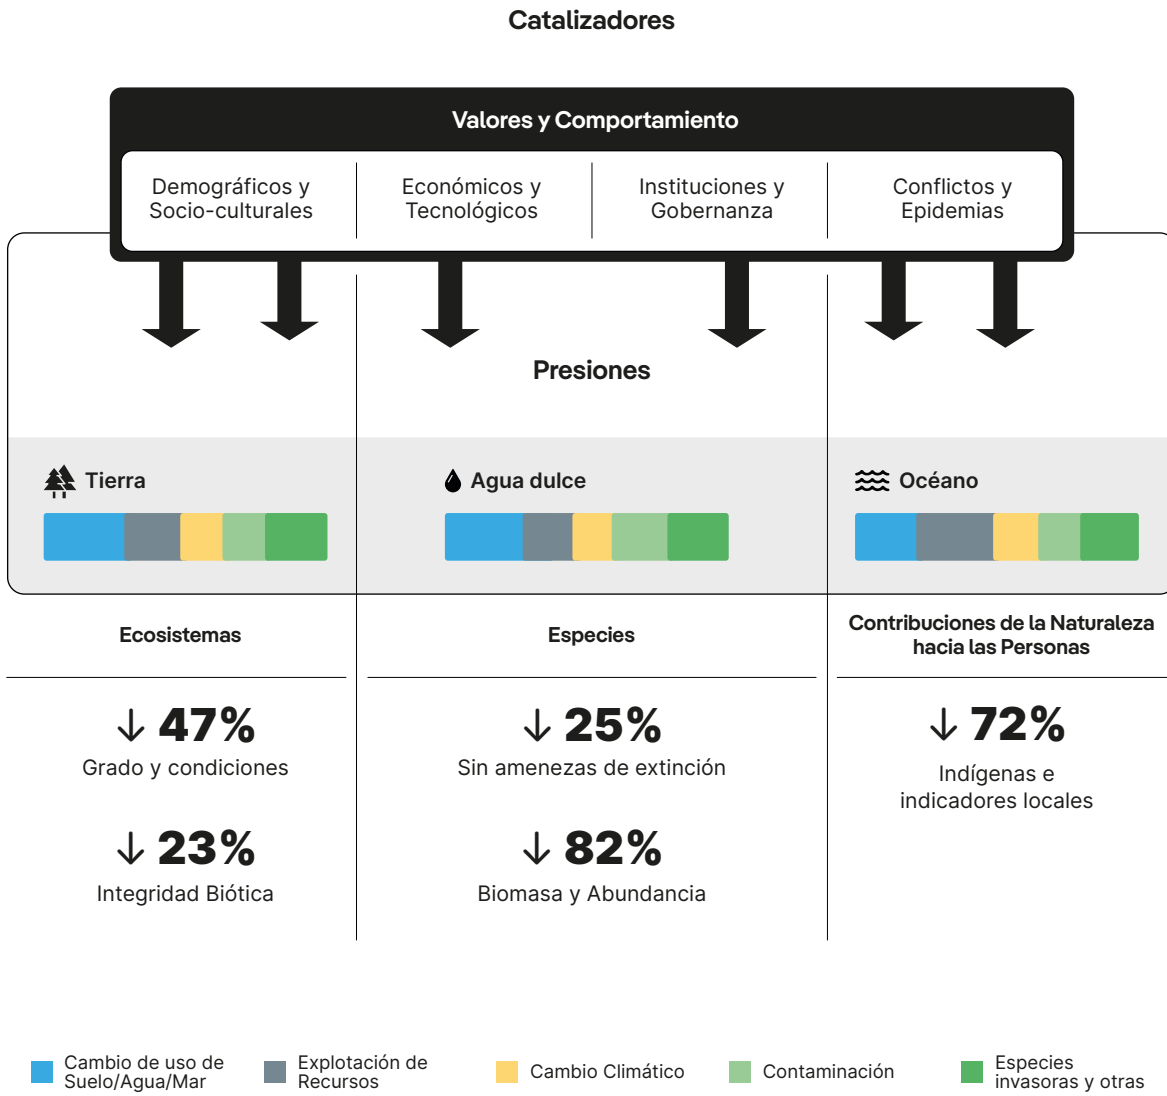 Catalizadores
Valores y Comportamiento
Demográficos y
Socio-culturales
Económicos y
Tecnológicos
Instituciones y
Gobernanza
Conflictos y
Epidemias
Presiones
Tierra
Agua dulce
Océano
Ecosistemas
Especies
Contribuciones de la Naturaleza
hacia las Personas
↓ 47%
Grado y condiciones
↓ 23%
Integridad Biótica
↓ 25%
Sin amenezas de extinción
↓ 82%
Biomasa y Abundancia
↓ 72%
Indígenas e
indicadores locales
Cambio de uso de
Suelo/Agua/Mar
Explotación de
Recursos
Cambio Climático
Contaminación
Especies
invasoras y otras